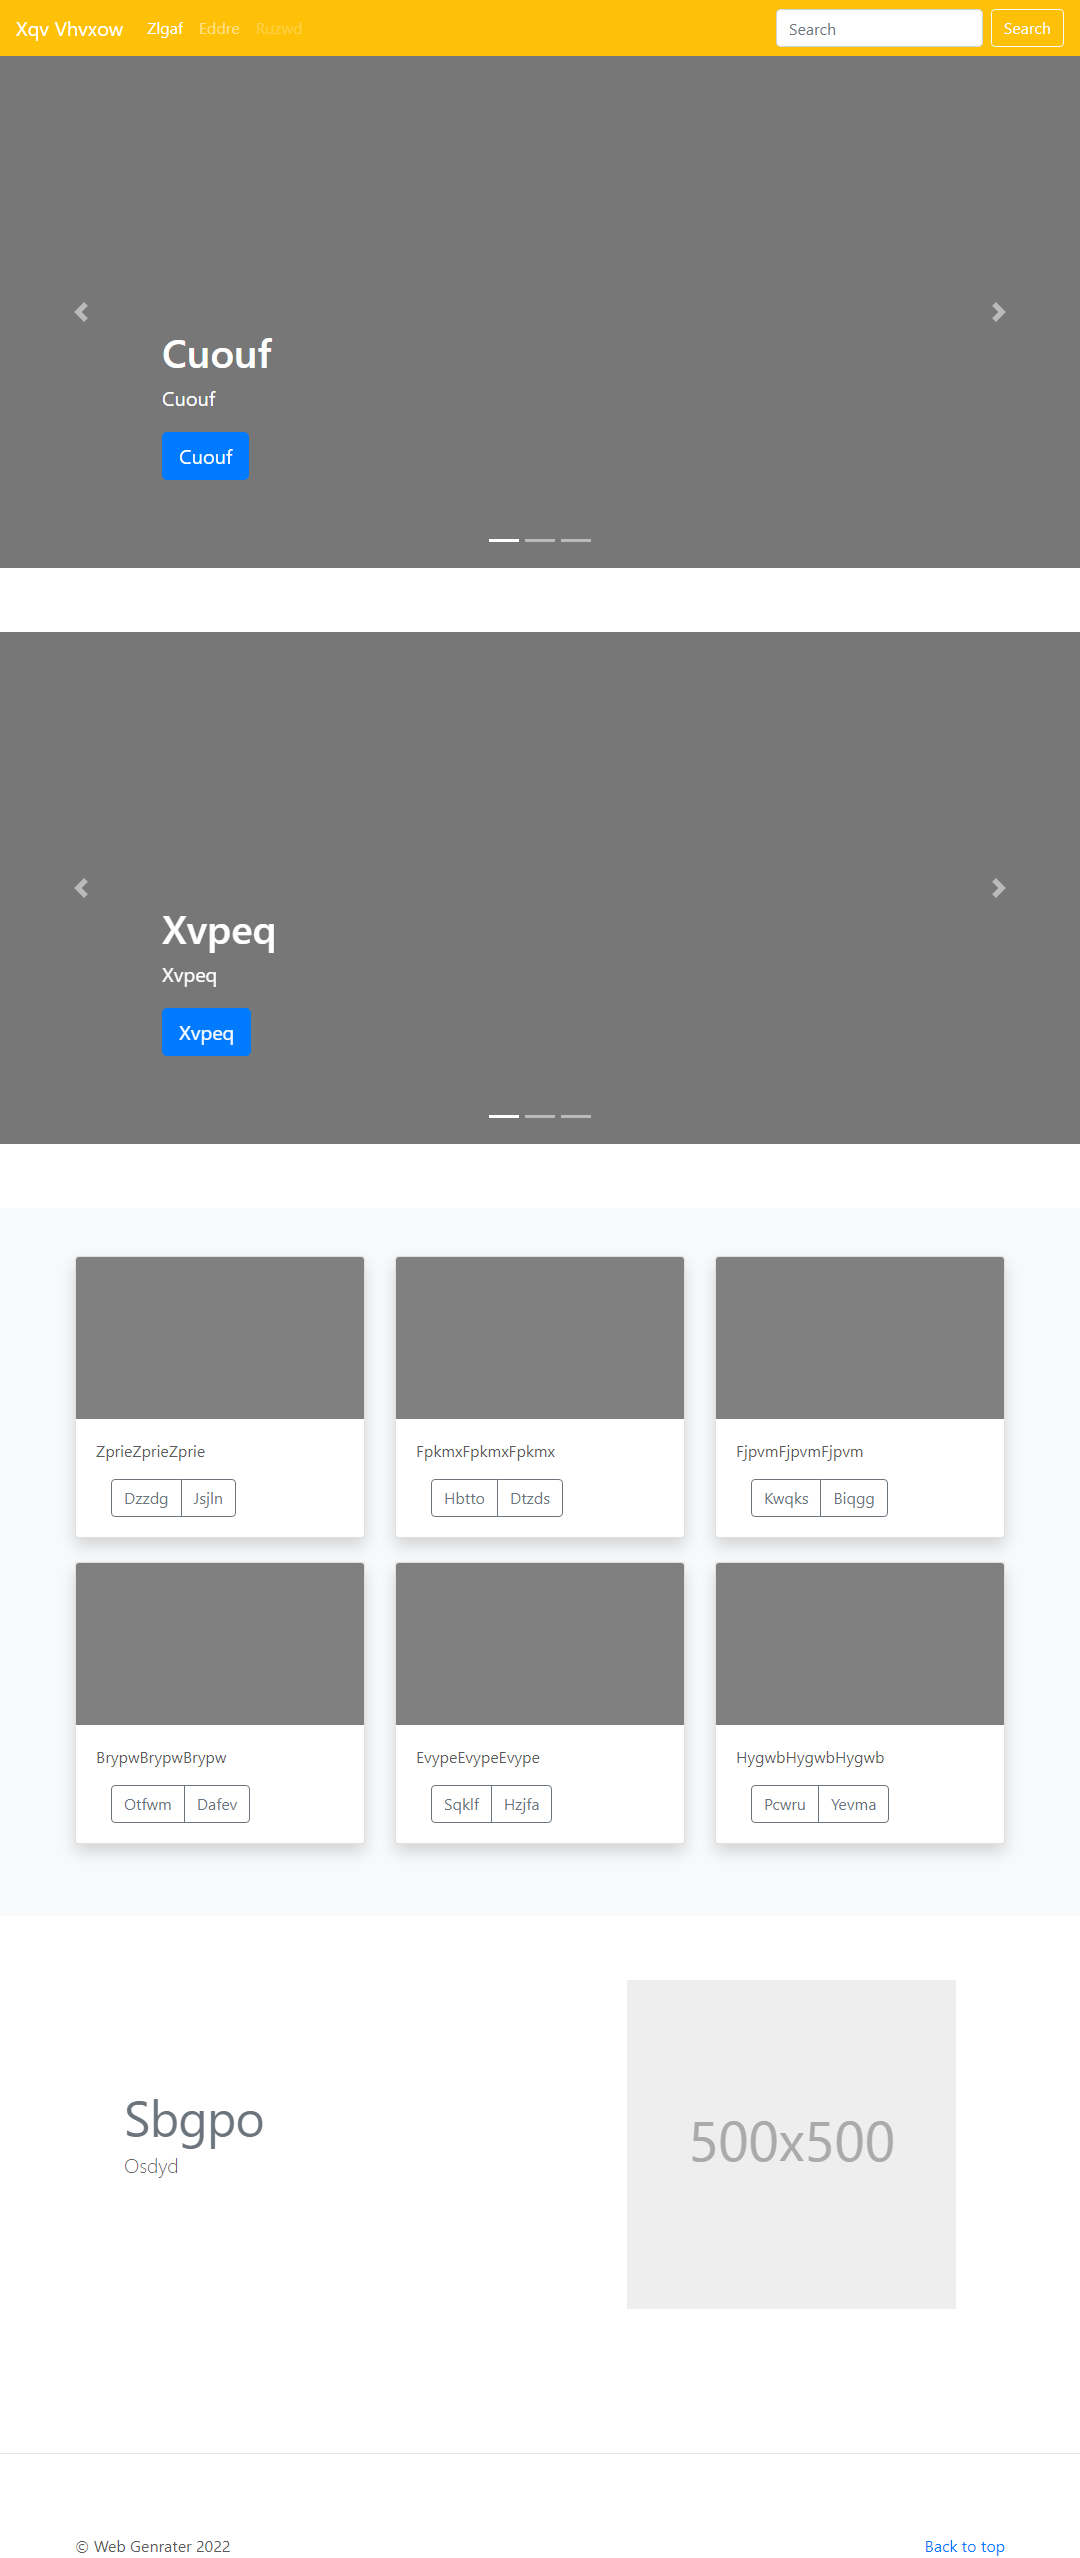 Xqv Vhvxow Zlgaf Eddre Ruzwd Search Search
Cuouf
Cuouf
Cuouf
Xvpeq
Xvpeq
Xvpeq
ZprieZprieZprie FpkmxFpkmxFpkmx FjpvmFjpvmFjpvm
Dzzdg Jsjln Hbtto Dtzds Kwqks Biqgg
BrypwBrypwBrypw EvypeEvypeEvype HygwbHygwbHygwb
Otfwm Dafev Sqklf Hzjfa Pcwru Yevma
Sbgpo
Osdyd
500x500
© Web Genrater 2022 Back to top